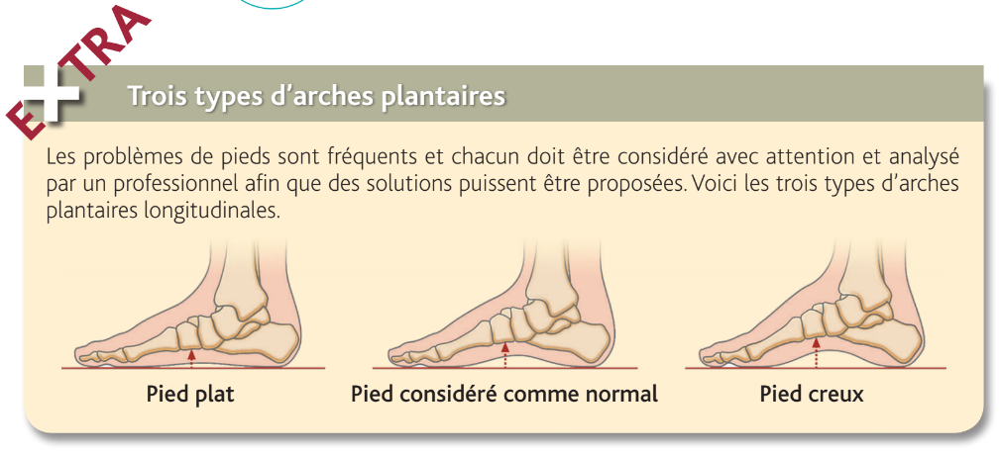 E+TRA
Trois types d'arches plantaires
Les problèmes de pieds sont fréquents et chacun doit être considéré avec attention et analysé
par un professionnel afin que des solutions puissent être proposées. Voici les trois types d'arches
plantaires longitudinales.
Pied plat
Pied considéré comme normal
Pied creux